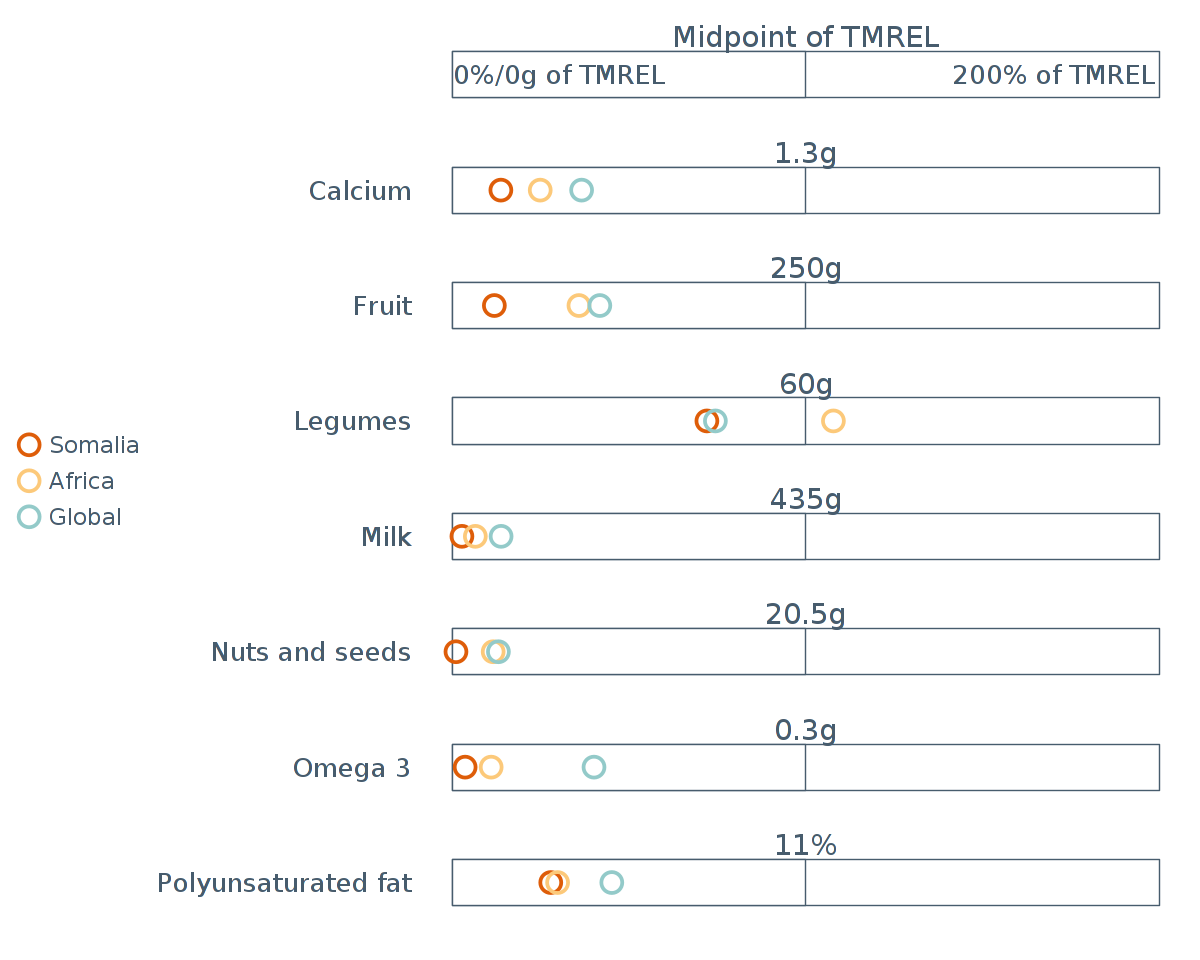 Midpoint of TMREL
0%/0g of TMREL
200% of TMREL
1.3g
Calcium
250g
Fruit
60g
Legumes
435g
Milk
20.5g
Nuts and seeds
0.3g
Omega 3
11%
Polyunsaturated fat
Somalia
Africa
Global